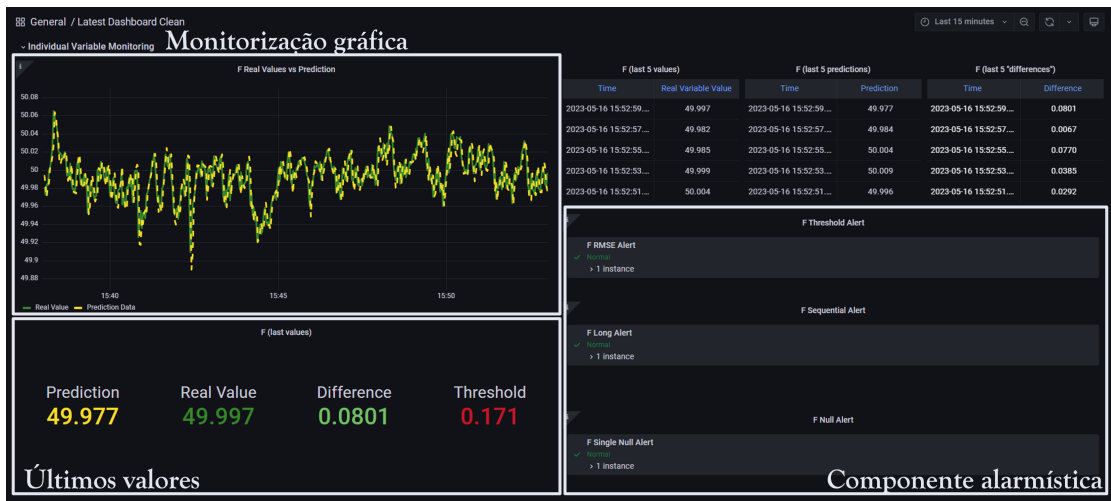 General / Latest Dashboard Clean
Last 15 minutes
Individual Variable Monitoring
Monitorização gráfica
F Real Values vs Prediction
50.08
50.06
50.04
50.02
50
49.98
49.96
49.94
49.92
49.9
49.88
15:40 15:45 15:50
Real Value Prediction Data
F (last 5 values)
Time Real Variable Value
2023-05-16 15:52:59.... 49.997
2023-05-16 15:52:57.... 49.982
2023-05-16 15:52:55.... 49.985
2023-05-16 15:52:53.... 49.999
2023-05-16 15:52:51.... 50.004
F (last 5 predictions)
Time Prediction
2023-05-16 15:52:59.... 49.977
2023-05-16 15:52:57.... 49.984
2023-05-16 15:52:55.... 50.004
2023-05-16 15:52:53.... 50.009
2023-05-16 15:52:51.... 49.996
F (last 5 "differences")
Time Difference
2023-05-16 15:52:59.... 0.0801
2023-05-16 15:52:57.... 0.0067
2023-05-16 15:52:55.... 0.0770
2023-05-16 15:52:53.... 0.0385
2023-05-16 15:52:51.... 0.0292
F (last values)
Prediction Real Value Difference Threshold
49.977 49.997 0.0801 0.171
Últimos valores
F Threshold Alert
F RMSE Alert
Normal
› 1 instance
F Sequential Alert
F Long Alert
Normal
› 1 instance
F Null Alert
F Single Null Alert
Normal
› 1 instance
Componente alarmística